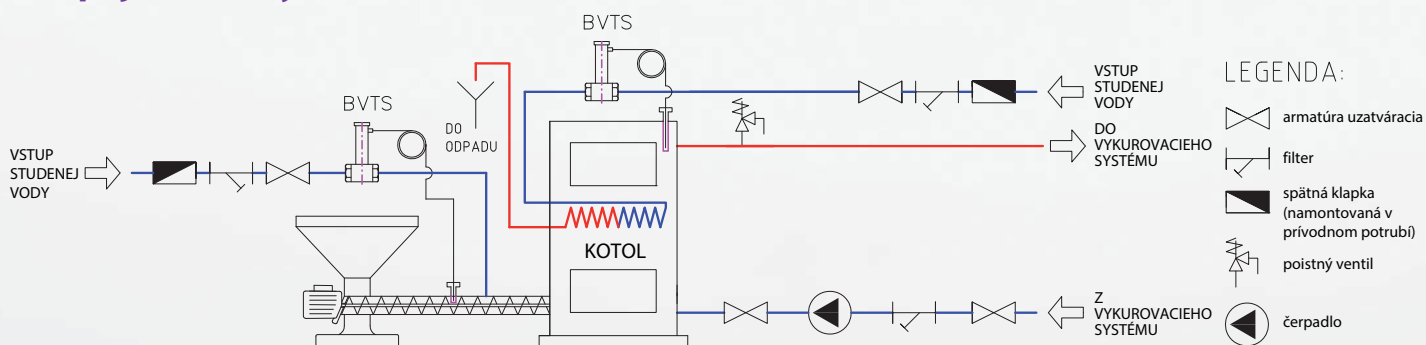 BVTS
BVTS
DO
ODPADU
VSTUP
STUDENEJ
VODY
VSTUP
STUDENEJ
VODY
DO
VYKUROVACIEHO
SYSTÉMU
KOTOL
Z
VYKUROVACIEHO
SYSTÉMU
LEGENDA:
armatúra uzatváracia
filter
spätná klapka
(namontovaná v
prívodnom potrubí)
poistný ventil
čerpadlo